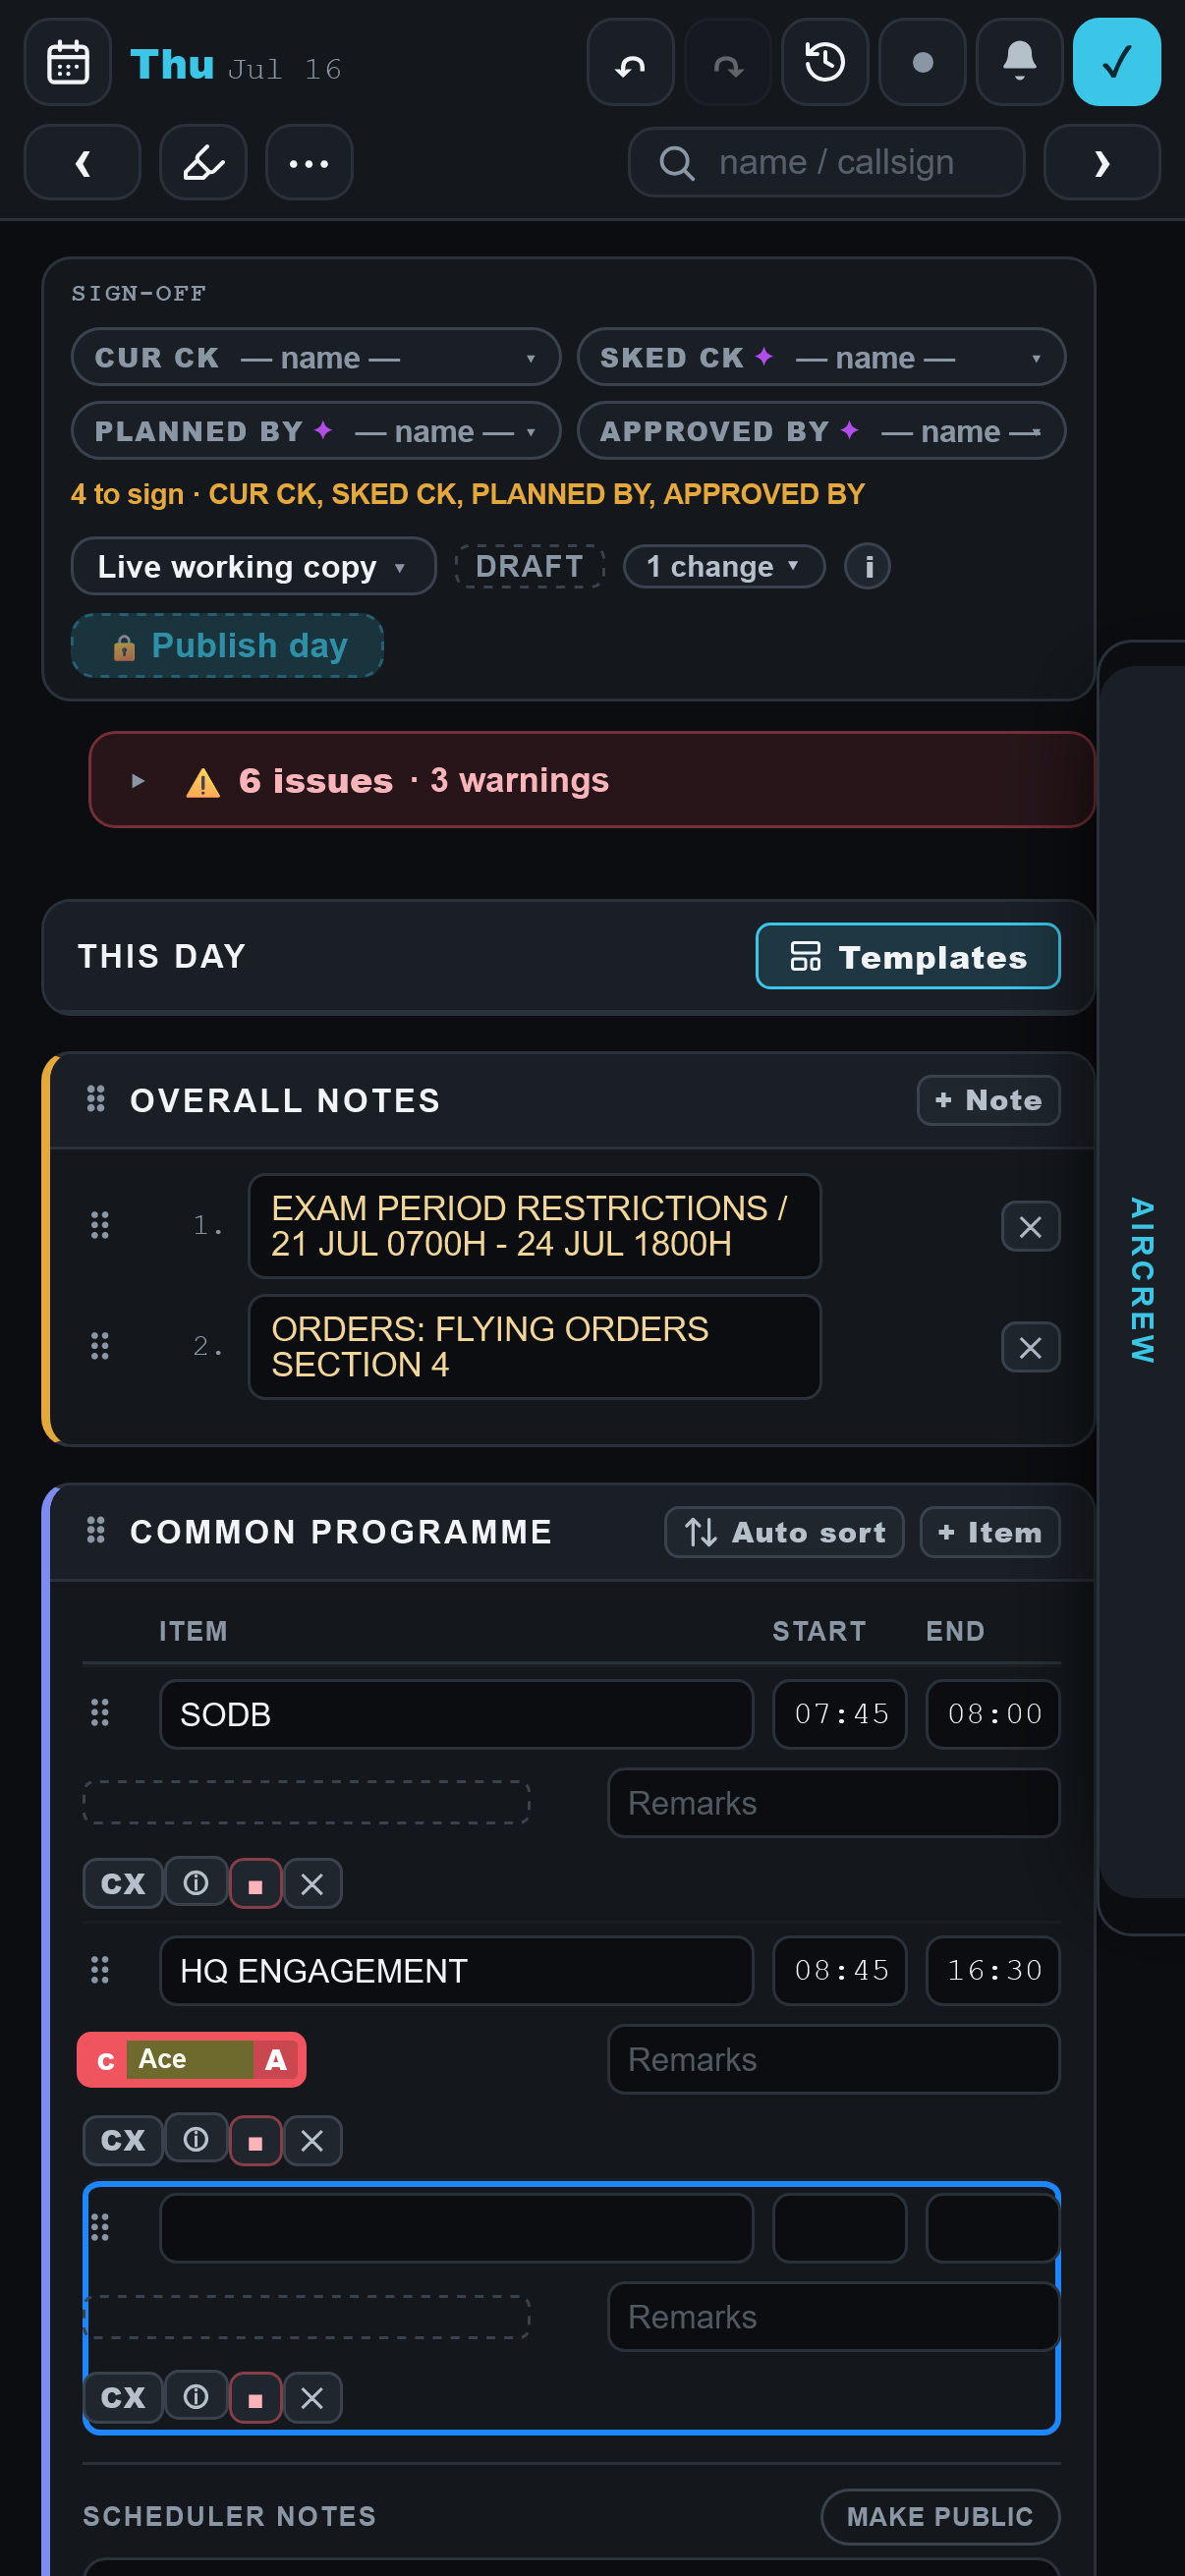 Thu Jul 16
name / callsign
SIGN-OFF
CUR CK — name —
SKED CK — name —
PLANNED BY — name —
APPROVED BY — name —
4 to sign · CUR CK, SKED CK, PLANNED BY, APPROVED BY
Live working copy
DRAFT
1 change
i
Publish day
6 issues · 3 warnings
THIS DAY
Templates
OVERALL NOTES
+ Note
1.
EXAM PERIOD RESTRICTIONS /
21 JUL 0700H - 24 JUL 1800H
2.
ORDERS: FLYING ORDERS
SECTION 4
AIRCREW
COMMON PROGRAMME
Auto sort
+ Item
ITEM START END
SODB 07:45 08:00
Remarks
CX
HQ ENGAGEMENT 08:45 16:30
c Ace A
Remarks
CX
Remarks
CX
SCHEDULER NOTES
MAKE PUBLIC